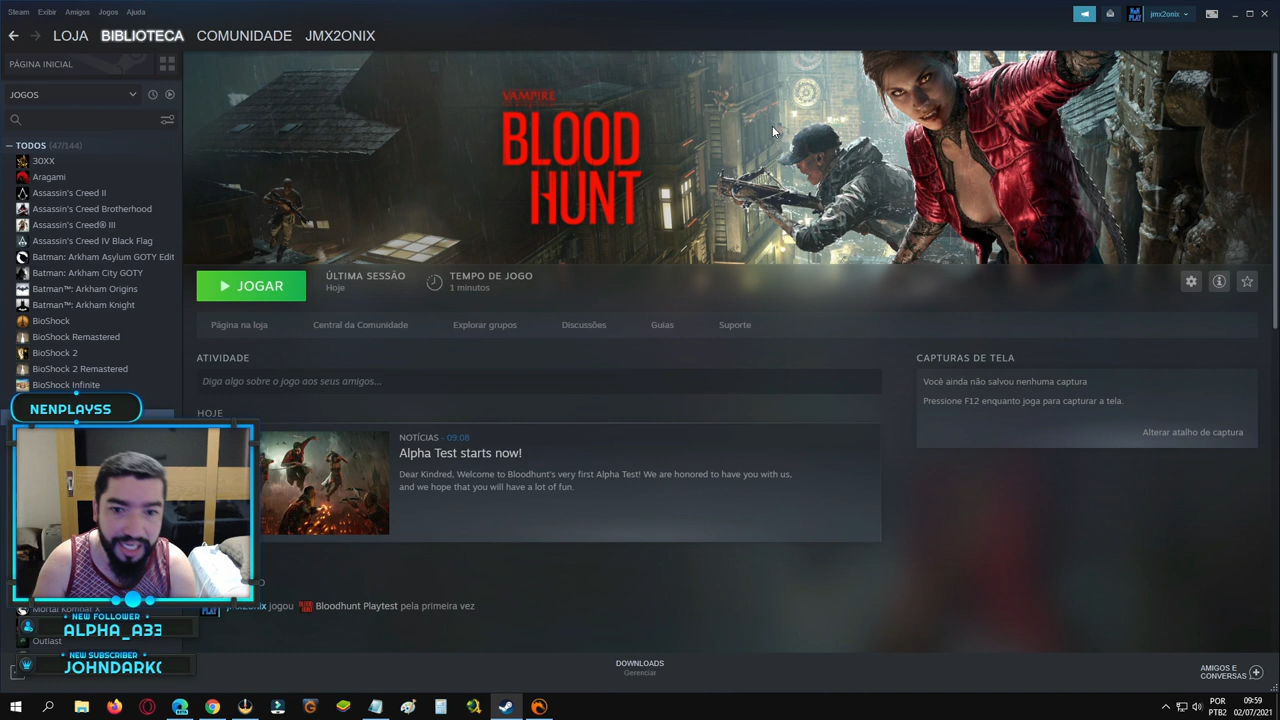 Steam Exibir Amigos Jogos Ajuda
jmx2onix
LOJA BIBLIOTECA COMUNIDADE JMX2ONIX
PÁGINA INICIAL
JOGOS
TODOS (47/144)
30XX
Aragami
Assassin's Creed II
Assassin's Creed Brotherhood
Assassin's Creed® III
Assassin's Creed IV Black Flag
Batman: Arkham Asylum GOTY Edit
Batman: Arkham City GOTY
Batman™: Arkham Origins
Batman™: Arkham Knight
BioShock
BioShock Remastered
BioShock 2
BioShock 2 Remastered
BioShock Infinite
VAMPIRE
BLOOD
HUNT
JOGAR
ÚLTIMA SESSÃO
Hoje
TEMPO DE JOGO
1 minutos
Página na loja Central da Comunidade Explorar grupos Discussões Guias Suporte
ATIVIDADE
Diga algo sobre o jogo aos seus amigos...
HOJE
NOTÍCIAS · 09:08
Alpha Test starts now!
Dear Kindred, Welcome to Bloodhunt's very first Alpha Test! We are honored to have you with us,
and we hope that you will have a lot of fun.
jmx2onix jogou Bloodhunt Playtest pela primeira vez
CAPTURAS DE TELA
Você ainda não salvou nenhuma captura
Pressione F12 enquanto joga para capturar a tela.
Alterar atalho de captura
NENPLAYSS
Mortal Kombat X
NEW FOLLOWER
ALPHA_A33
Outlast
NEW SUBSCRIBER
JOHNDARK
DOWNLOADS
Gerenciar
AMIGOS E
CONVERSAS
POR
PTB2
09:59
02/07/2021